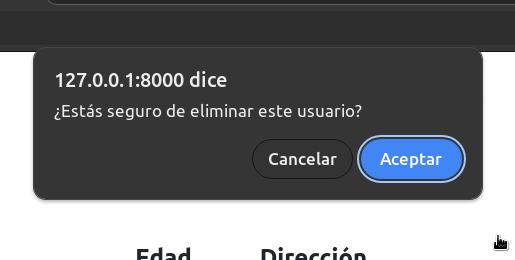 127.0.0.1:8000 dice
¿Estás seguro de eliminar este usuario?
Cancelar Aceptar
Edad Dirección